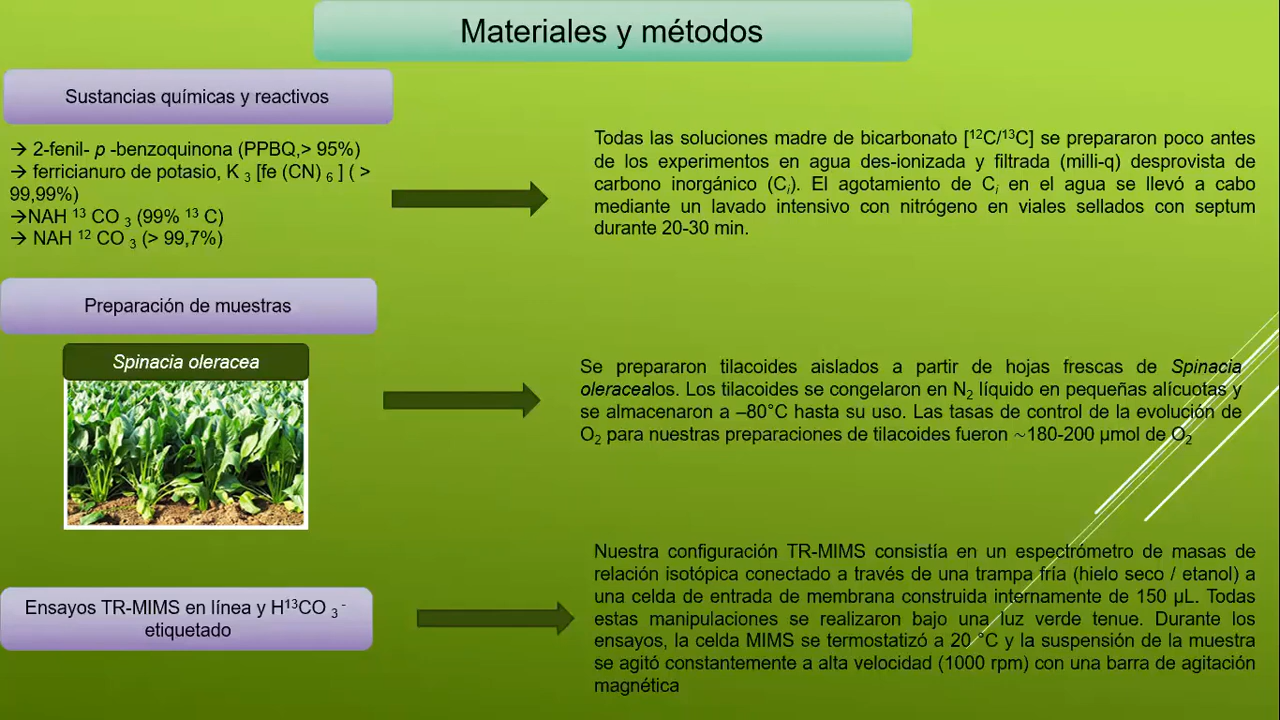 Materiales y métodos
Sustancias químicas y reactivos
→ 2-fenil- p -benzoquinona (PPBQ,> 95%)
→ ferricianuro de potasio, K ₃ [fe (CN) ₆ ] ( >
99,99%)
→NAH ¹³ CO ₃ (99% ¹³ C)
→ NAH ¹² CO ₃ (> 99,7%)
Todas las soluciones madre de bicarbonato [¹²C/¹³C] se prepararon poco antes
de los experimentos en agua des-ionizada y filtrada (milli-q) desprovista de
carbono inorgánico (Cᵢ). El agotamiento de Cᵢ en el agua se llevó a cabo
mediante un lavado intensivo con nitrógeno en viales sellados con septum
durante 20-30 min.
Preparación de muestras
Spinacia oleracea
Se prepararon tilacoides aislados a partir de hojas frescas de Spinacia
oleracealos. Los tilacoides se congelaron en N₂ líquido en pequeñas alícuotas y
se almacenaron a –80°C hasta su uso. Las tasas de control de la evolución de
O₂ para nuestras preparaciones de tilacoides fueron ~180-200 μmol de O₂
Ensayos TR-MIMS en línea y H¹³CO ₃⁻
etiquetado
Nuestra configuración TR-MIMS consistía en un espectrómetro de masas de
relación isotópica conectado a través de una trampa fría (hielo seco / etanol) a
una celda de entrada de membrana construida internamente de 150 μL. Todas
estas manipulaciones se realizaron bajo una luz verde tenue. Durante los
ensayos, la celda MIMS se termostatizó a 20 °C y la suspensión de la muestra
se agitó constantemente a alta velocidad (1000 rpm) con una barra de agitación
magnética